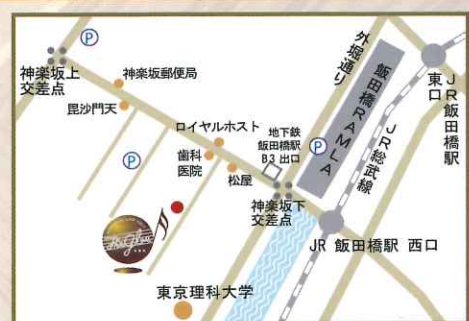 P
外堀通り
神楽坂上
交差点
神楽坂郵便局
飯田橋RAMLA
東口
JR飯田橋駅
毘沙門天
JR総武線
ロイヤルホスト
地下鉄
飯田橋駅
B3 出口
P
P
歯科
医院
松屋
神楽坂下
交差点
JR 飯田橋駅 西口
東京理科大学